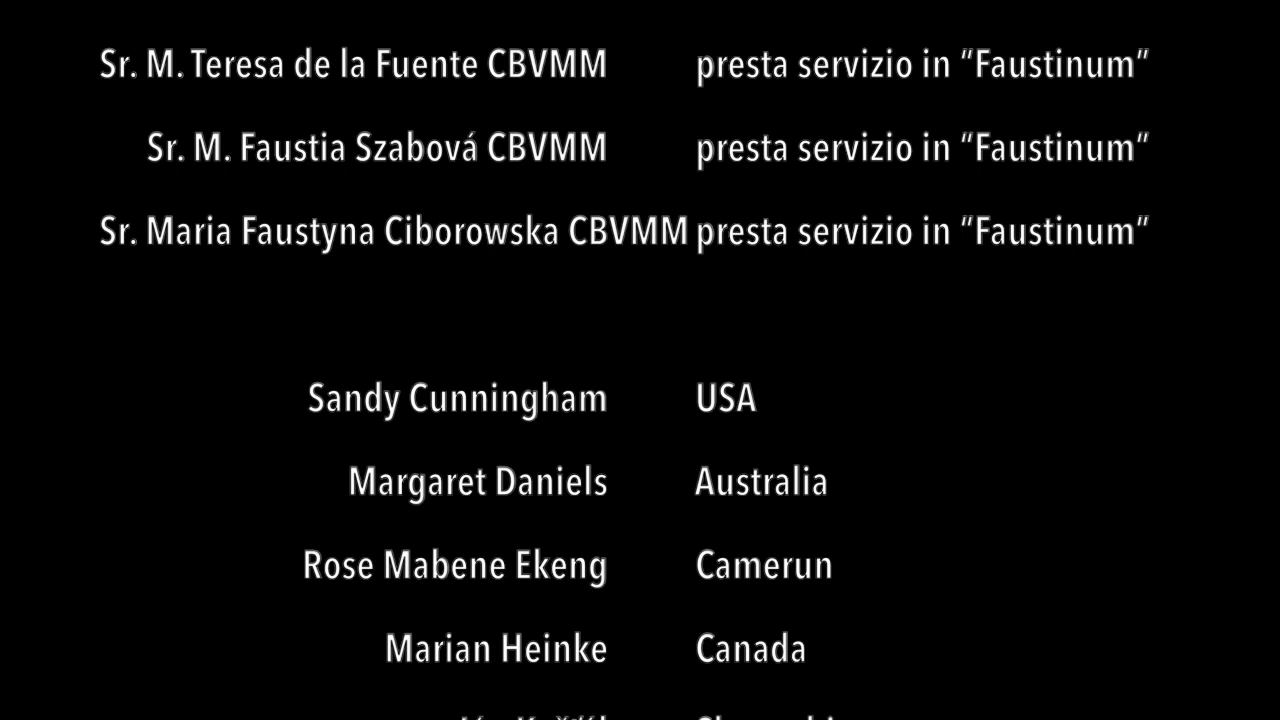 Sr. M. Teresa de la Fuente CBVMM presta servizio in “Faustinum”
Sr. M. Faustia Szabová CBVMM presta servizio in “Faustinum”
Sr. Maria Faustyna Ciborowska CBVMM presta servizio in “Faustinum”
Sandy Cunningham USA
Margaret Daniels Australia
Rose Mabene Ekeng Camerun
Marian Heinke Canada